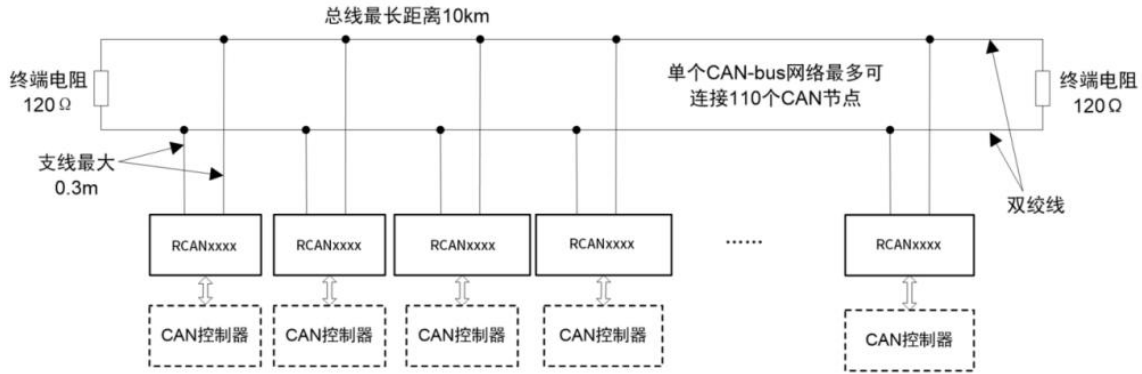 总线最长距离10km
终端电阻
120Ω
单个CAN-bus网络最多可
连接110个CAN节点
终端电阻
120Ω
支线最大
0.3m
双绞线
RCANxxxx
RCANxxxx
RCANxxxx
RCANxxxx
……
RCANxxxx
CAN控制器
CAN控制器
CAN控制器
CAN控制器
CAN控制器